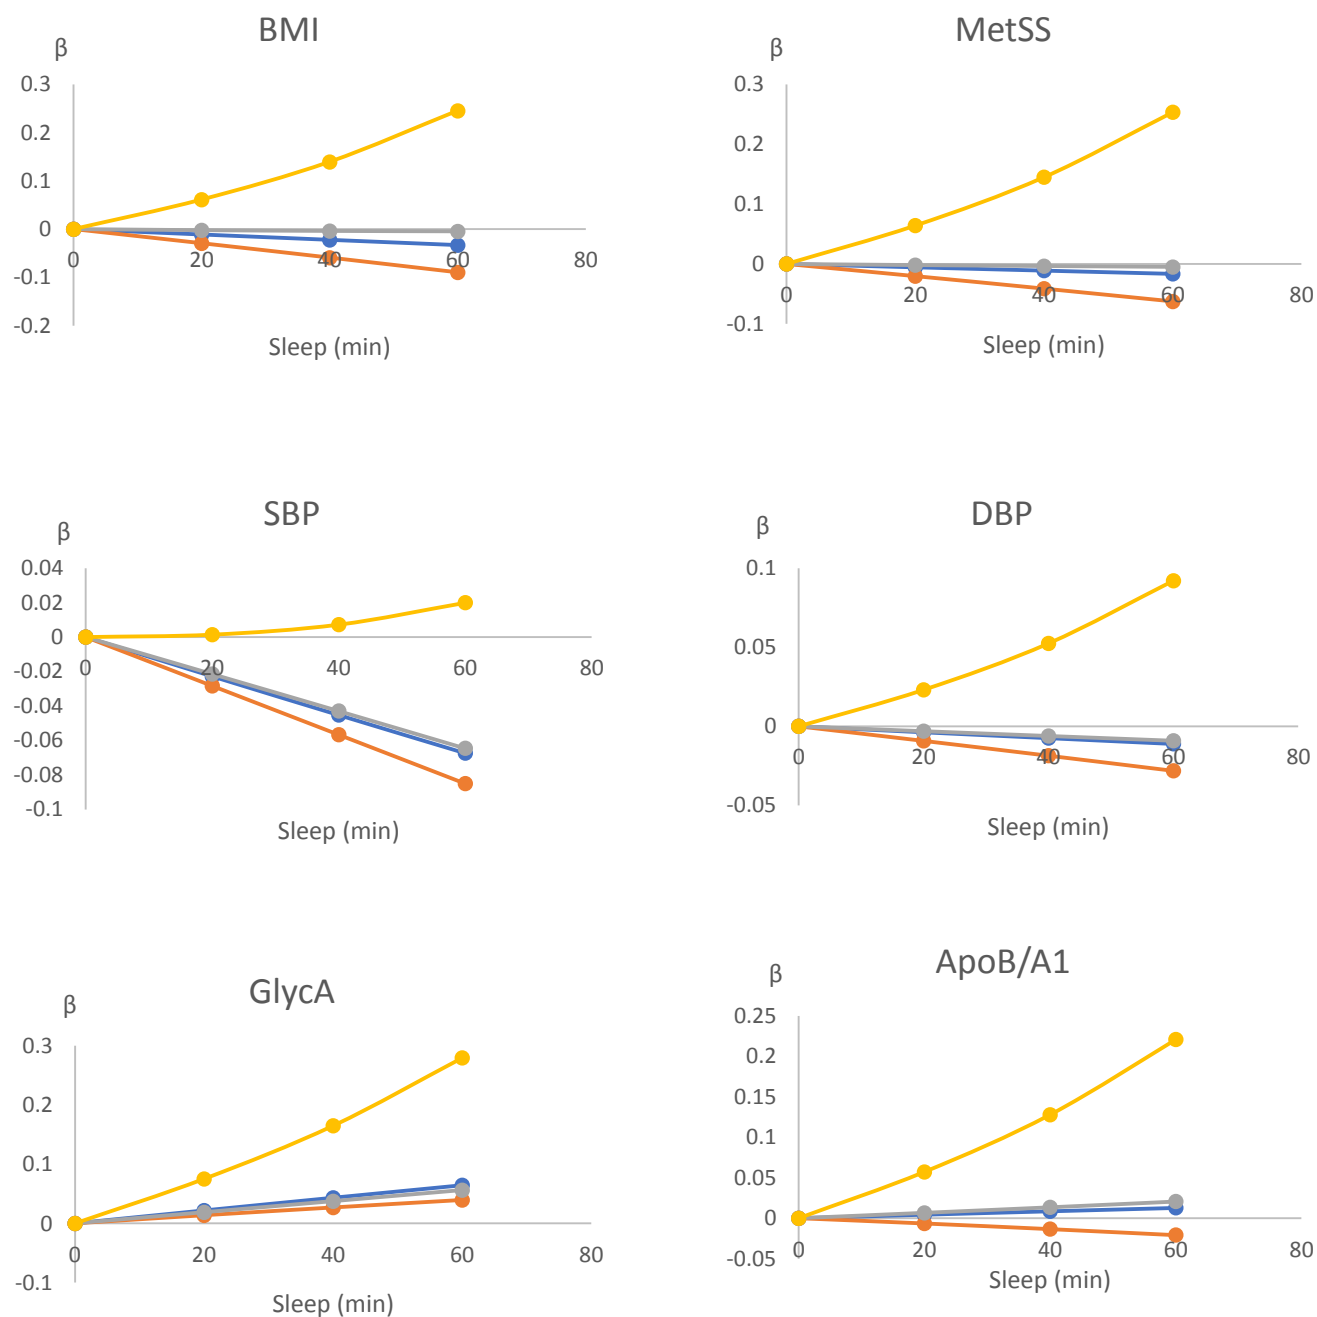 BMI
β
0.3
0.2
0.1
0
-0.1
-0.2
0 20 40 60 80
Sleep (min)
MetSS
β
0.3
0.2
0.1
0
-0.1
0 20 40 60 80
Sleep (min)
SBP
β
0.04
0.02
0
-0.02
-0.04
-0.06
-0.08
-0.1
0 20 40 60 80
Sleep (min)
DBP
β
0.1
0.05
0
-0.05
0 20 40 60 80
Sleep (min)
GlycA
β
0.3
0.2
0.1
0
-0.1
0 20 40 60 80
Sleep (min)
ApoB/A1
β
0.25
0.2
0.15
0.1
0.05
0
-0.05
0 20 40 60 80
Sleep (min)